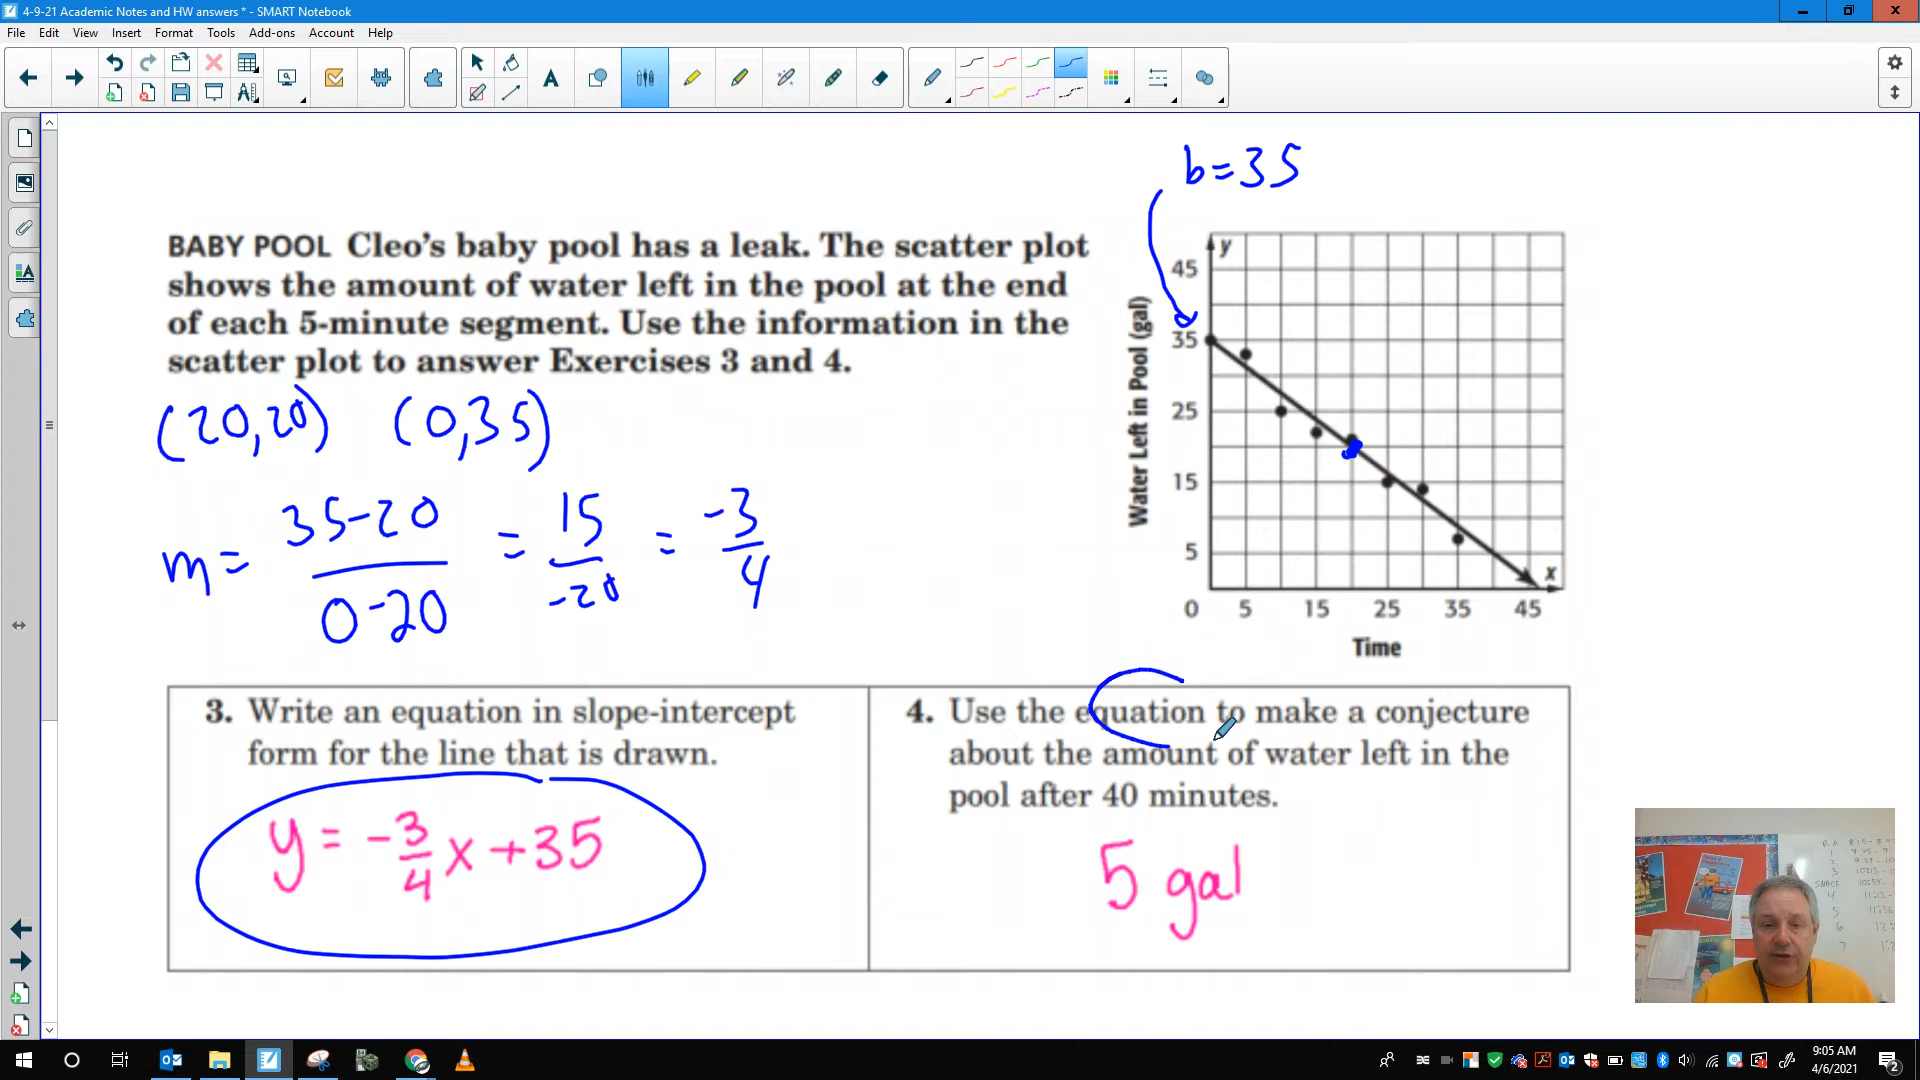 4-9-21 Academic Notes and HW answers * - SMART Notebook
File Edit View Insert Format Tools Add-ons Account Help
b=35
BABY POOL Cleo's baby pool has a leak. The scatter plot
shows the amount of water left in the pool at the end
of each 5-minute segment. Use the information in the
scatter plot to answer Exercises 3 and 4.
(20,20) (0,35)
m= 35-20 / 0-20 = 15 / -20 = -3 / 4
y
45
35
25
15
5
0 5 15 25 35 45
x
Water Left in Pool (gal)
Time
3. Write an equation in slope-intercept
form for the line that is drawn.
y = -3/4 x + 35
4. Use the equation to make a conjecture
about the amount of water left in the
pool after 40 minutes.
5 gal
9:05 AM
4/6/2021
2